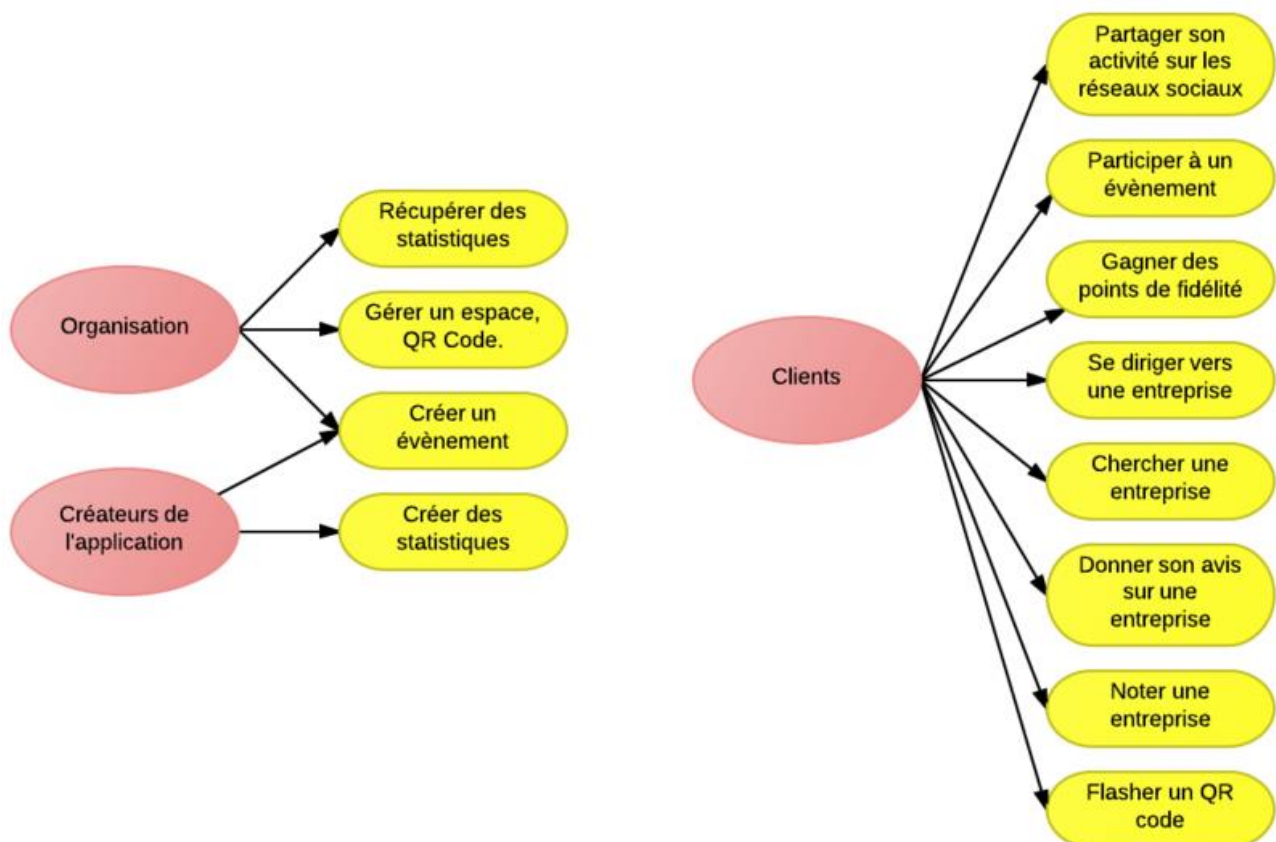 Organisation
Créateurs de
l'application
Récupérer des
statistiques
Gérer un espace,
QR Code.
Créer un
évènement
Créer des
statistiques
Clients
Partager son
activité sur les
réseaux sociaux
Participer à un
évènement
Gagner des
points de fidélité
Se diriger vers
une entreprise
Chercher une
entreprise
Donner son avis
sur une
entreprise
Noter une
entreprise
Flasher un QR
code